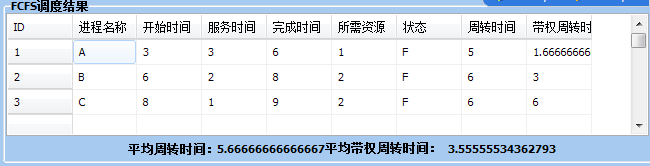 FCFS调度结果
ID 进程名称 开始时间 服务时间 完成时间 所需资源 状态 周转时间 带权周转时
1 A 3 3 6 1 F 5 1.66666666
2 B 6 2 8 2 F 6 3
3 C 8 1 9 2 F 6 6
平均周转时间：5.66666666666667平均带权周转时间： 3.55555534362793